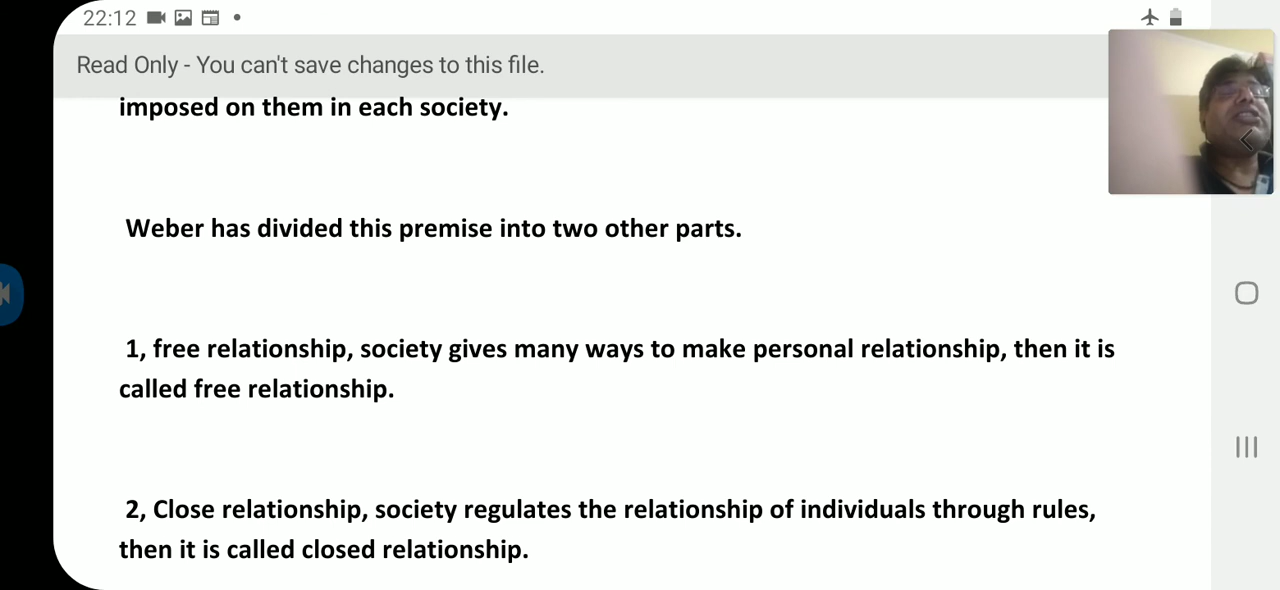 22:12
Read Only - You can't save changes to this file.
imposed on them in each society.
Weber has divided this premise into two other parts.
1, free relationship, society gives many ways to make personal relationship, then it is
called free relationship.
2, Close relationship, society regulates the relationship of individuals through rules,
then it is called closed relationship.